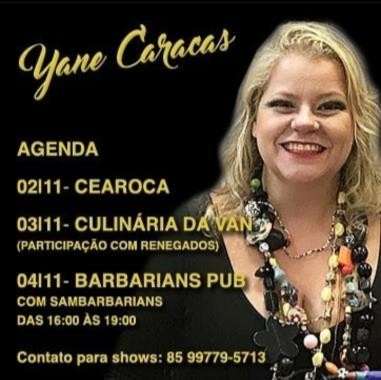 Yane Caracas
AGENDA
02|11- CEAROCA
03|11- CULINÁRIA DA VAN
(PARTICIPAÇÃO COM RENEGADOS)
04|11- BARBARIANS PUB
COM SAMBARBARIANS
DAS 16:00 ÀS 19:00
Contato para shows: 85 99779-5713